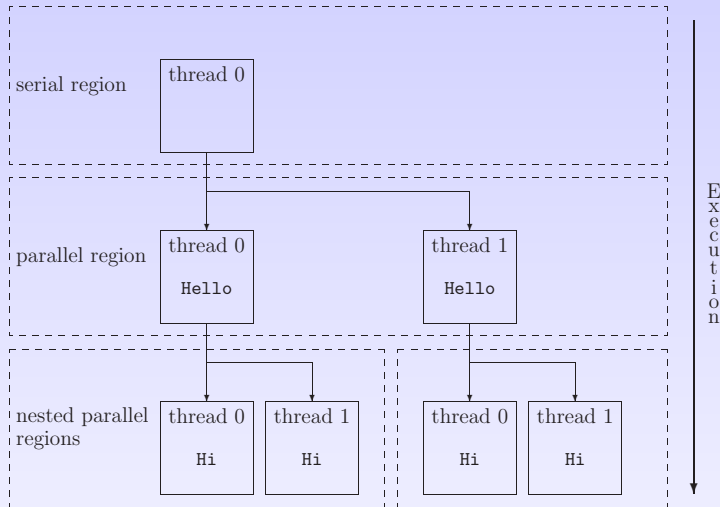 thread 0
serial region
thread 0
thread 1
parallel region
Hello
Hello
Execution
thread 0
thread 1
thread 0
thread 1
nested parallel
regions
Hi
Hi
Hi
Hi